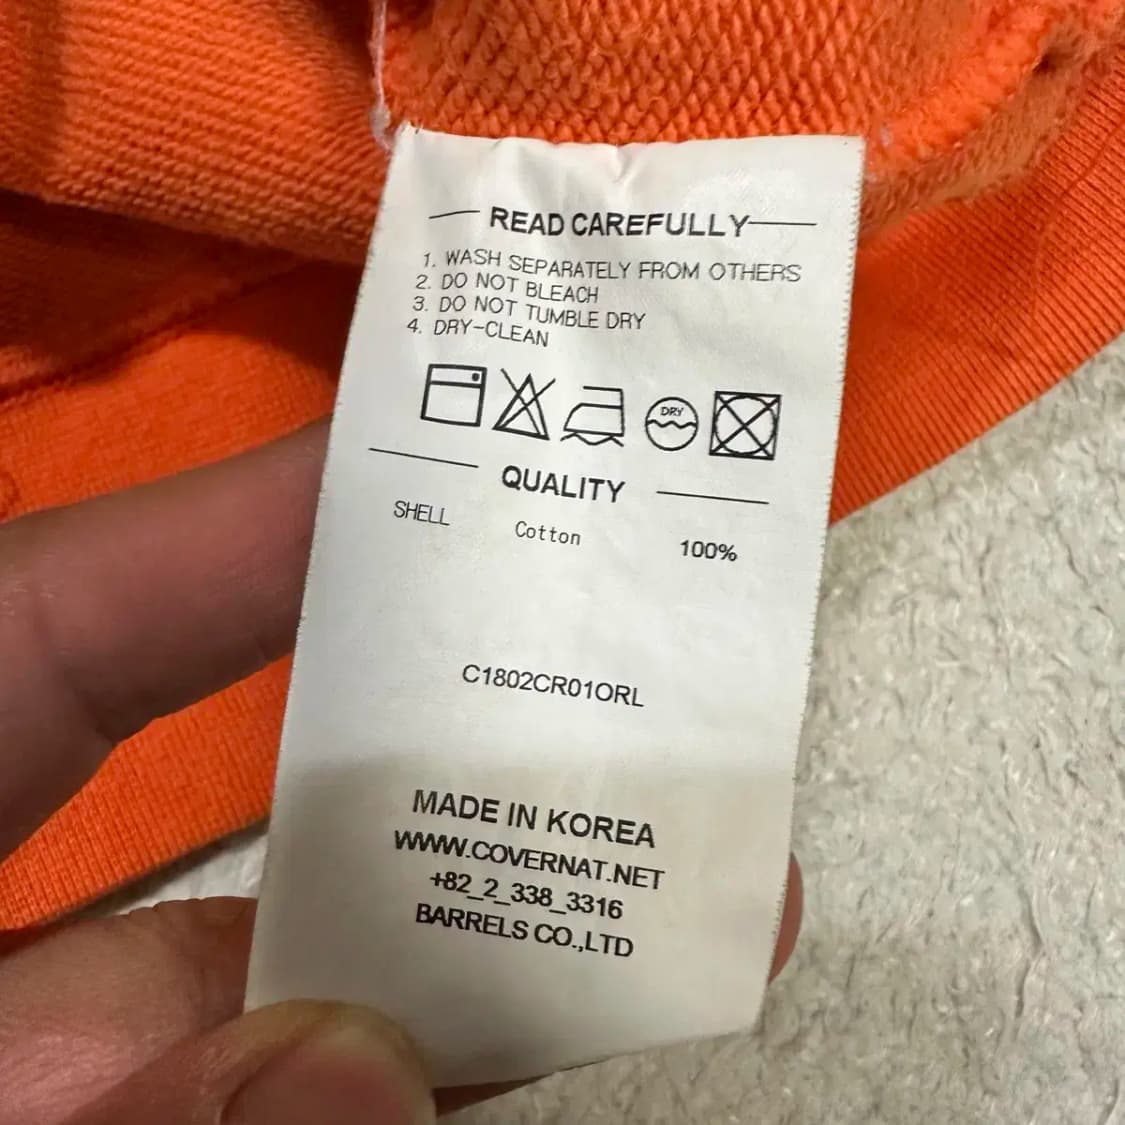 READ CAREFULLY
1. WASH SEPARATELY FROM OTHERS
2. DO NOT BLEACH
3. DO NOT TUMBLE DRY
4. DRY-CLEAN
DRY
QUALITY
SHELL Cotton 100%
C1802CR01ORL
MADE IN KOREA
WWW.COVERNAT.NET
+82_2_338_3316
BARRELS CO.,LTD